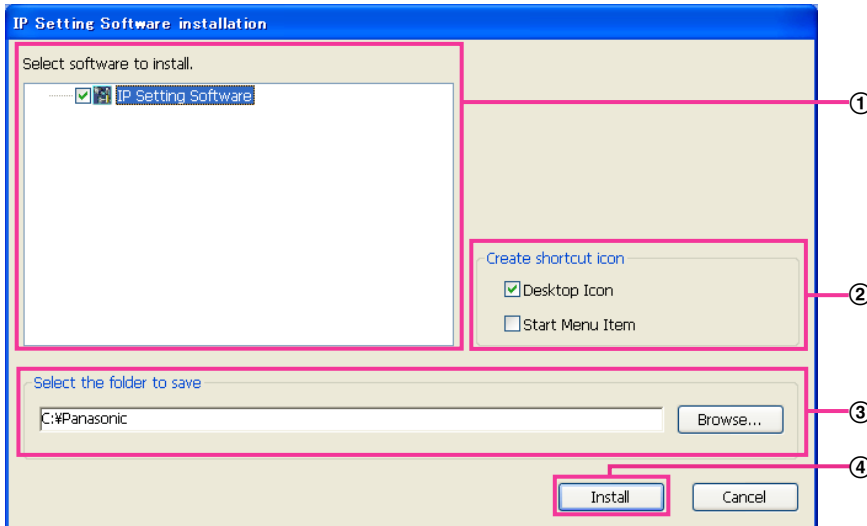 IP Setting Software installation
Select software to install.
IP Setting Software
①
Create shortcut icon
Desktop Icon
②
Start Menu Item
Select the folder to save
C:¥Panasonic
Browse...
③
④
Install
Cancel